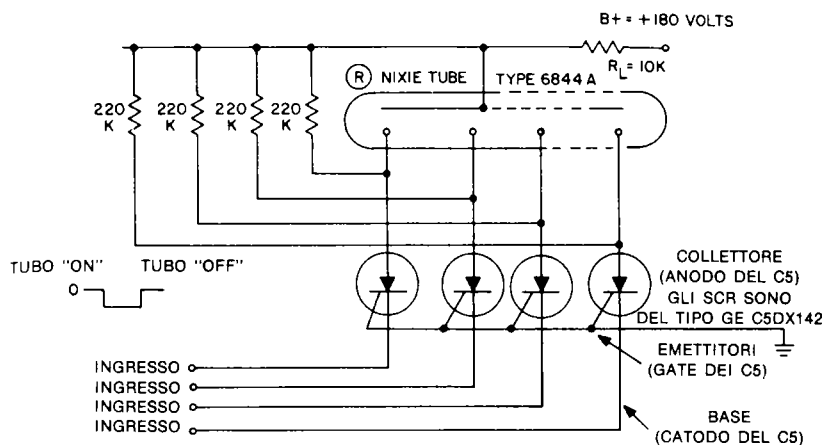 B+ = +180 VOLTS
R_L = 10K
Ⓡ NIXIE TUBE TYPE 6844 A
220 K
220 K
220 K
220 K
TUBO "ON"
TUBO "OFF"
0
COLLETTORE
(ANODO DEL C5)
GLI SCR SONO
DEL TIPO GE C5DX142
EMETTITORI
(GATE DEI C5)
INGRESSO
INGRESSO
INGRESSO
INGRESSO
BASE
(CATODO DEL C5)